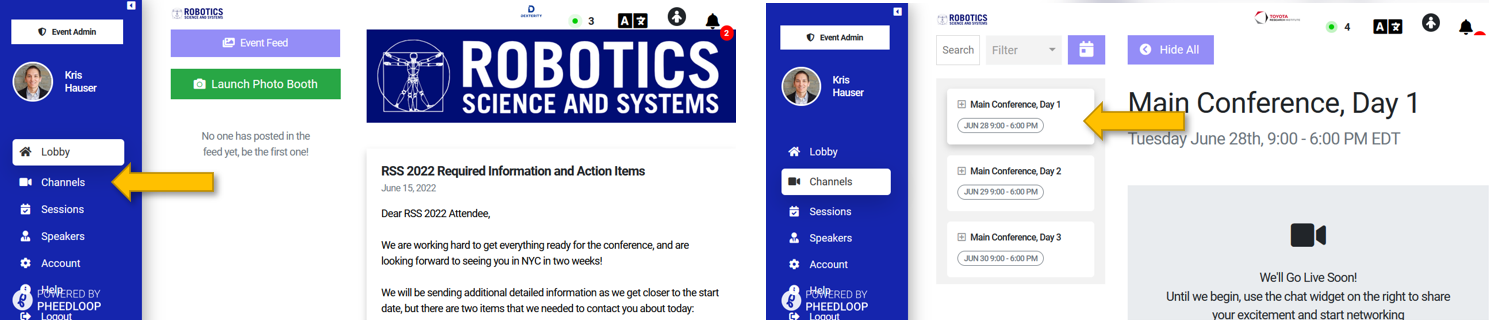 Event Admin
Kris
Hauser
Lobby
Channels
Sessions
Speakers
Account
Help
POWERED BY
PHEEDLOOP
Logout
ROBOTICS
SCIENCE AND SYSTEMS
DEXTERITY
3
A
2
Event Feed
Launch Photo Booth
No one has posted in the
feed yet, be the first one!
ROBOTICS
SCIENCE AND SYSTEMS
RSS 2022 Required Information and Action Items
June 15, 2022
Dear RSS 2022 Attendee,
We are working hard to get everything ready for the conference, and are
looking forward to seeing you in NYC in two weeks!
We will be sending additional detailed information as we get closer to the start
date, but there are two items that we needed to contact you about today:
Event Admin
Kris
Hauser
Lobby
Channels
Sessions
Speakers
Account
Help
POWERED BY
PHEEDLOOP
Logout
ROBOTICS
SCIENCE AND SYSTEMS
TOYOTA
RESEARCH INSTITUTE
4
A
Search
Filter
Hide All
Main Conference, Day 1
JUN 28 9:00 - 6:00 PM
Main Conference, Day 2
JUN 29 9:00 - 6:00 PM
Main Conference, Day 3
JUN 30 9:00 - 6:00 PM
Main Conference, Day 1
Tuesday June 28th, 9:00 - 6:00 PM EDT
We'll Go Live Soon!
Until we begin, use the chat widget on the right to share
your excitement and start networking